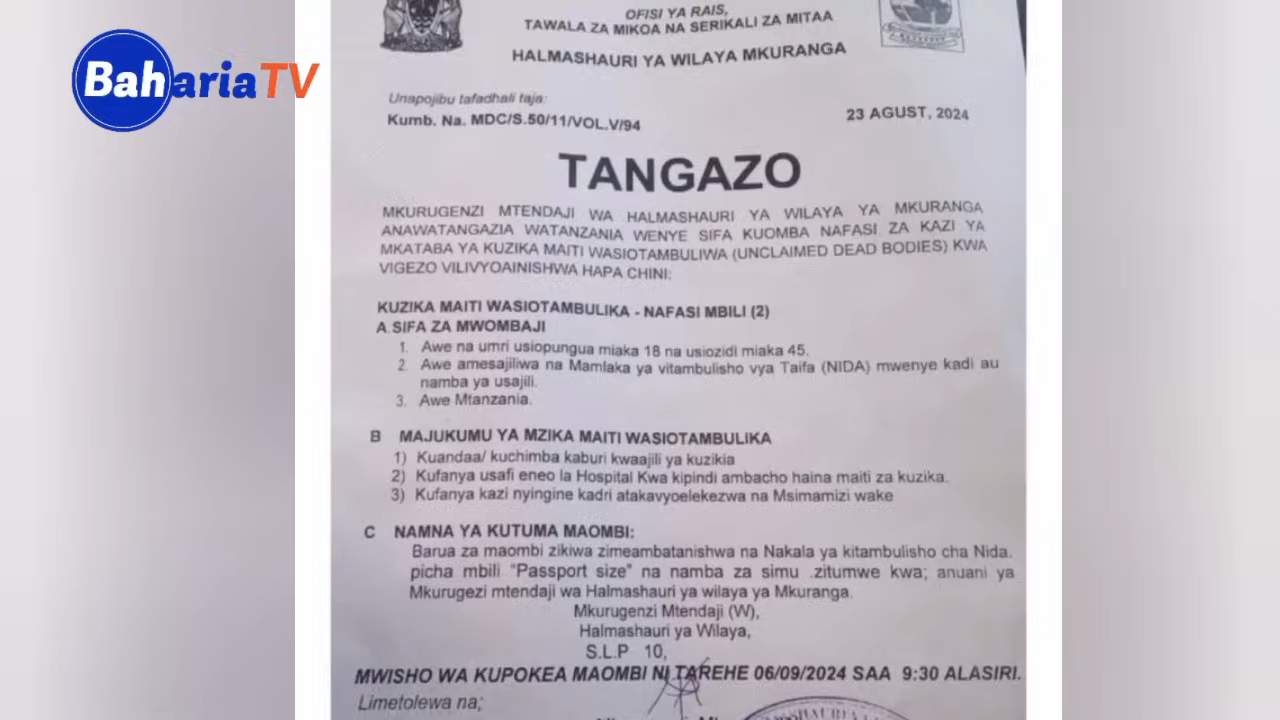 BahariaTV
OFISI YA RAIS,
TAWALA ZA MIKOA NA SERIKALI ZA MITAA
HALMASHAURI YA WILAYA MKURANGA
Unapojibu tafadhali taja:
Kumb. Na. MDC/S.50/11/VOL.V/94
23 AGUST, 2024
TANGAZO
MKURUGENZI MTENDAJI WA HALMASHAURI YA WILAYA YA MKURANGA
ANAWATANGAZIA WATANZANIA WENYE SIFA KUOMBA NAFASI ZA KAZI YA
MKATABA YA KUZIKA MAITI WASIOTAMBULIWA (UNCLAIMED DEAD BODIES) KWA
VIGEZO VILIVYOAINISHWA HAPA CHINI:
KUZIKA MAITI WASIOTAMBULIKA - NAFASI MBILI (2)
A. SIFA ZA MWOMBAJI
1. Awe na umri usiopungua miaka 18 na usiozidi miaka 45.
2. Awe amesajiliwa na Mamlaka ya vitambulisho vya Taifa (NIDA) mwenye kadi au
namba ya usajili.
3. Awe Mtanzania.
B MAJUKUMU YA MZIKA MAITI WASIOTAMBULIKA
1) Kuandaa/ kuchimba kaburi kwaajili ya kuzikia
2) Kufanya usafi eneo la Hospital Kwa kipindi ambacho haina maiti za kuzika.
3) Kufanya kazi nyingine kadri atakavyoelekezwa na Msimamizi wake
C NAMNA YA KUTUMA MAOMBI:
Barua za maombi zikiwa zimeambatanishwa na Nakala ya kitambulisho cha Nida.
picha mbili "Passport size" na namba za simu .zitumwe kwa; anuani ya
Mkurugezi mtendaji wa Halmashauri ya wilaya ya Mkuranga.
Mkurugenzi Mtendaji (W),
Halmashauri ya Wilaya,
S.L.P 10,
MWISHO WA KUPOKEA MAOMBI NI TAREHE 06/09/2024 SAA 9:30 ALASIRI.
Limetolewa na;